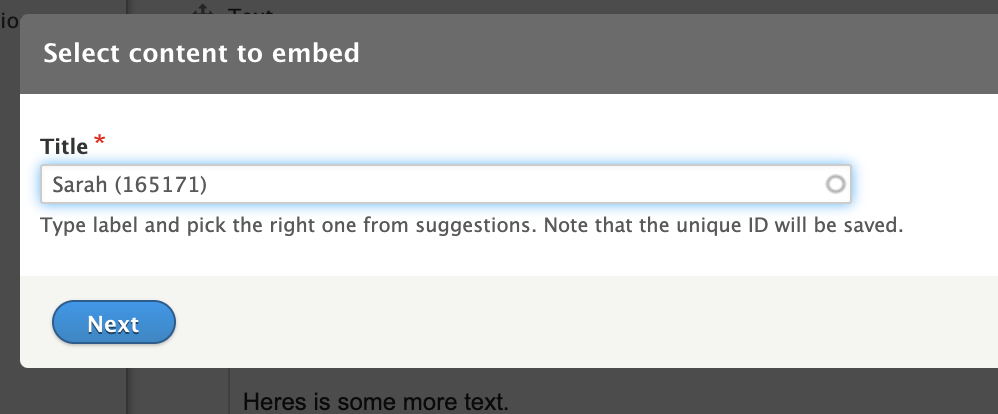 io
Text
Select content to embed
Title *
Sarah (165171)
Type label and pick the right one from suggestions. Note that the unique ID will be saved.
Next
Heres is some more text.